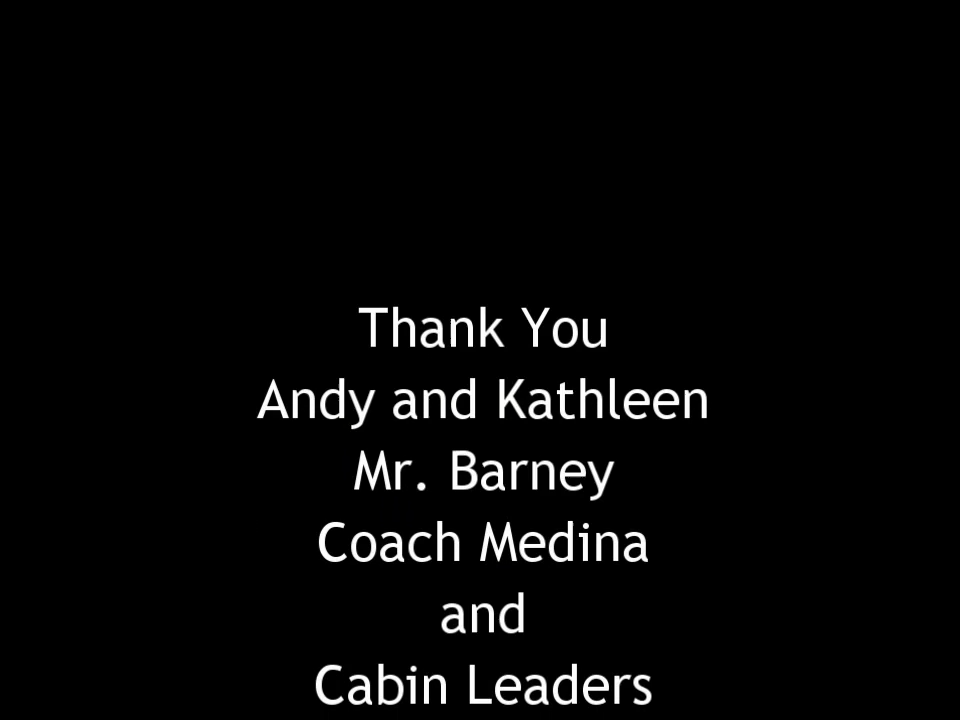 Thank You
Andy and Kathleen
Mr. Barney
Coach Medina
and
Cabin Leaders